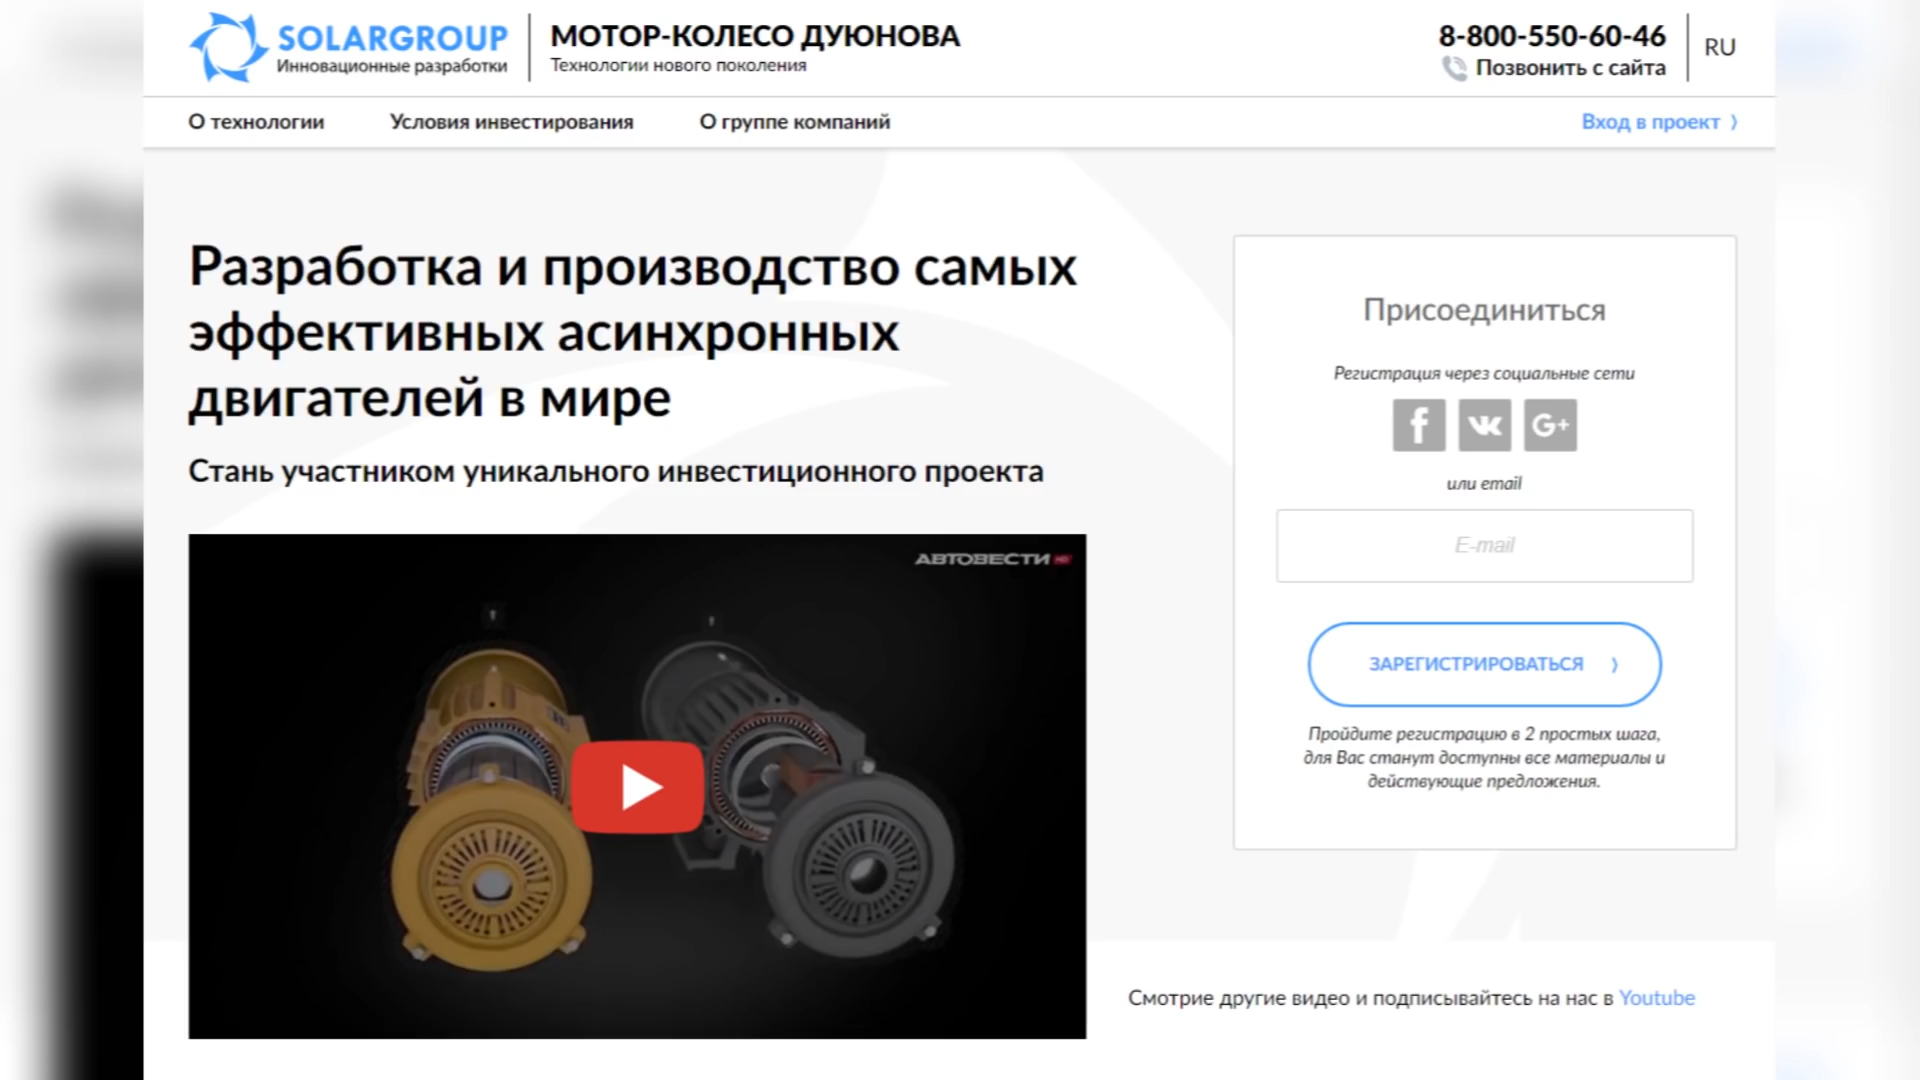 SOLARGROUP
Инновационные разработки
МОТОР-КОЛЕСО ДУЮНОВА
Технологии нового поколения
8-800-550-60-46
Позвонить с сайта
RU
О технологии
Условия инвестирования
О группе компаний
Вход в проект ⟩
Разработка и производство самых
эффективных асинхронных
двигателей в мире
Стань участником уникального инвестиционного проекта
АВТОВЕСТИ HD
Присоединиться
Регистрация через социальные сети
f
VK
G+
или email
E-mail
ЗАРЕГИСТРИРОВАТЬСЯ ⟩
Пройдите регистрацию в 2 простых шага,
для Вас станут доступны все материалы и
действующие предложения.
Смотрие другие видео и подписывайтесь на нас в Youtube